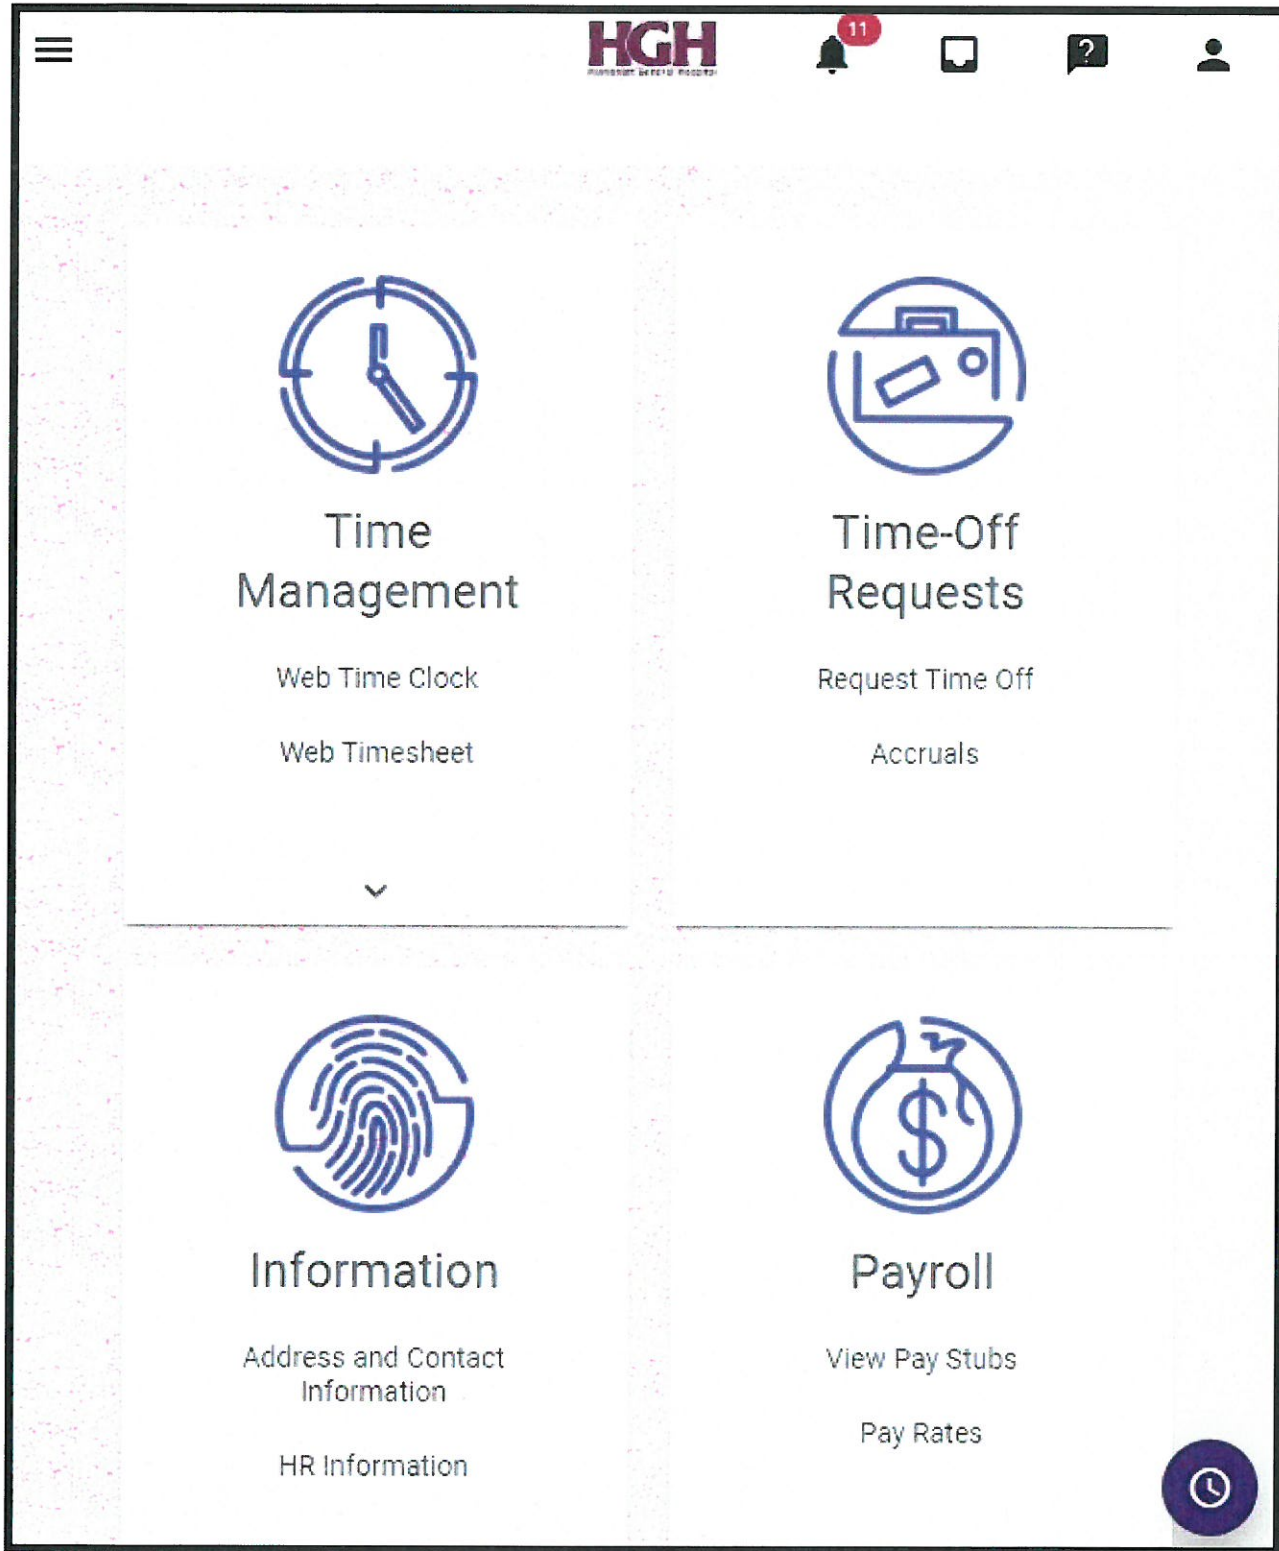 HGH
11
?
Time
Management
Web Time Clock
Web Timesheet
Time-Off
Requests
Request Time Off
Accruals
Information
Address and Contact
Information
HR Information
Payroll
$
View Pay Stubs
Pay Rates